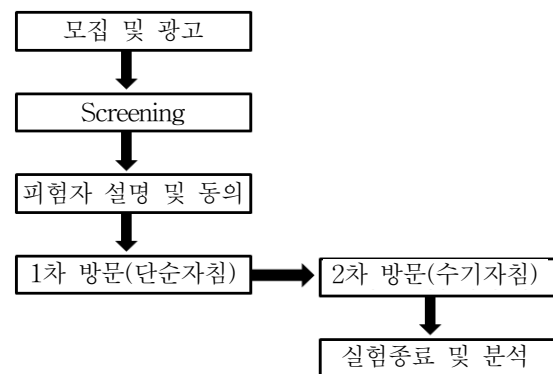 모집 및 광고
Screening
피험자 설명 및 동의
1차 방문(단순자침)
2차 방문(수기자침)
실험종료 및 분석